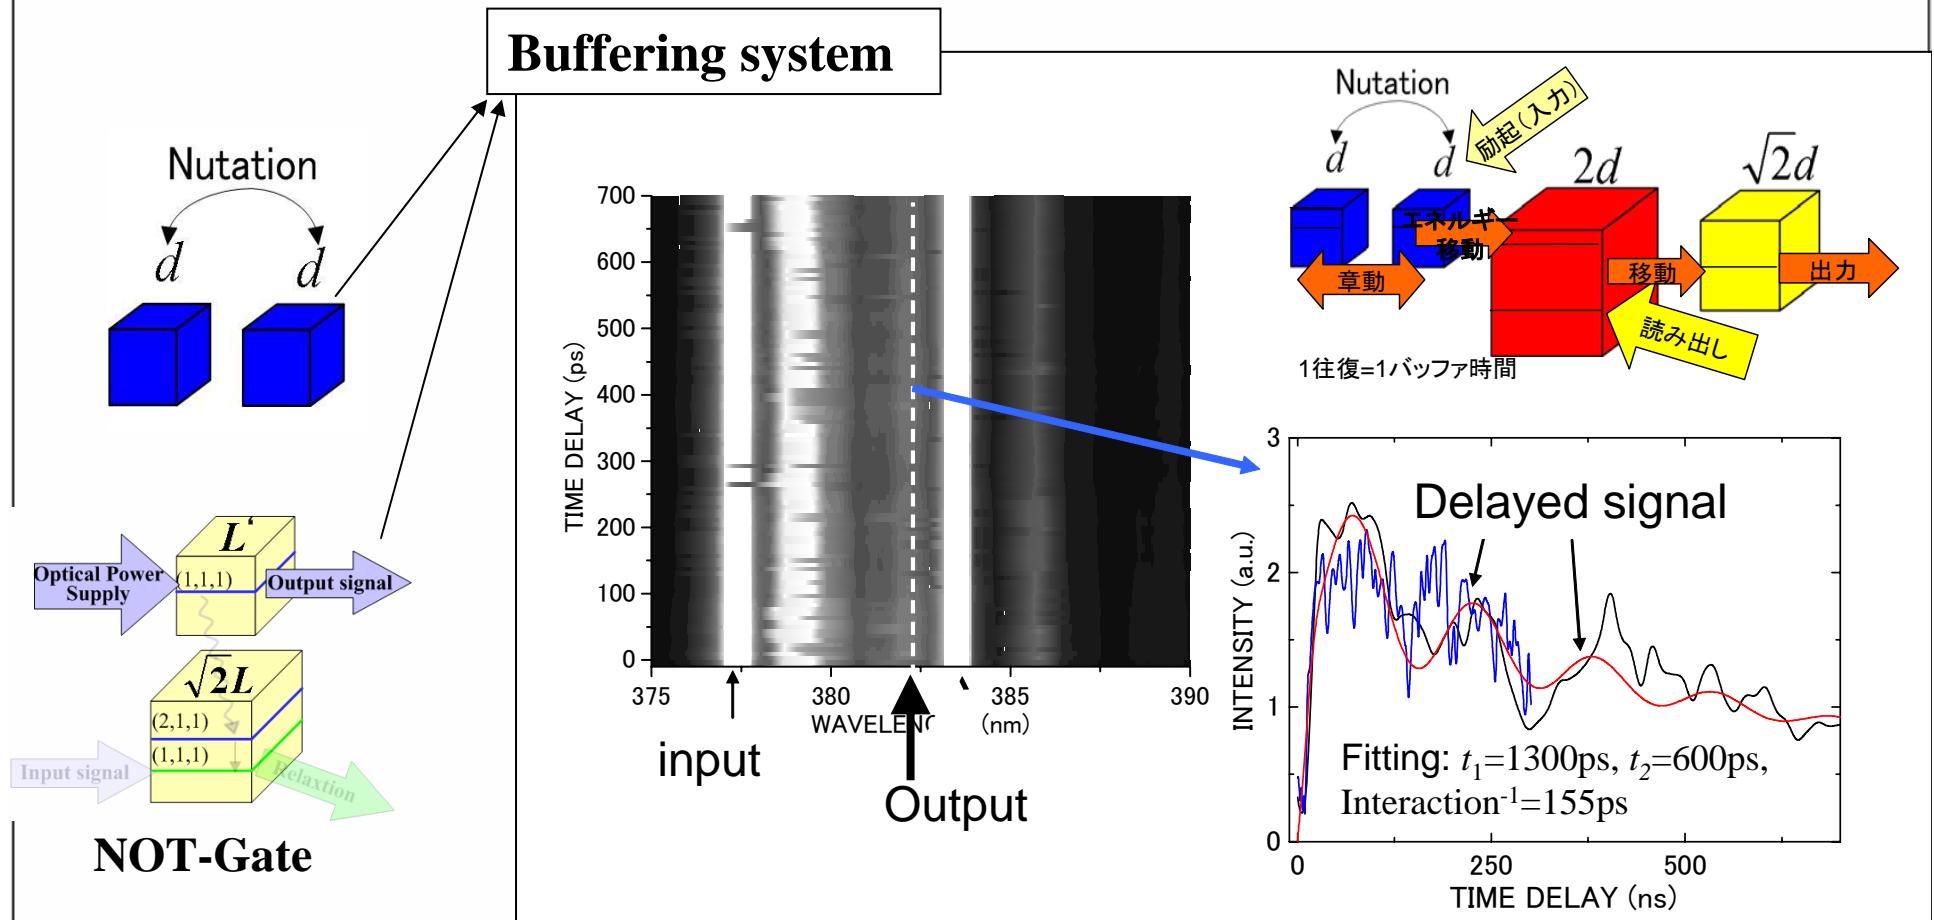 Buffering system
Nutation
d
d
Optical Power
Supply
L'
(1,1,1)
Output signal
√2L
(2,1,1)
(1,1,1)
Input signal
Relaxtion
NOT-Gate
TIME DELAY (ps)
700
600
500
400
300
200
100
0
375
380
385
390
(nm)
input
Output
Nutation
d
d
励起(入力)
2d
√2d
エネルギー
移動
章動
移動
出力
読み出し
1往復=1バッファ時間
INTENSITY (a.u.)
3
2
1
0
Delayed signal
Fitting: t1=1300ps, t2=600ps,
Interaction-1=155ps
0
250
500
TIME DELAY (ns)